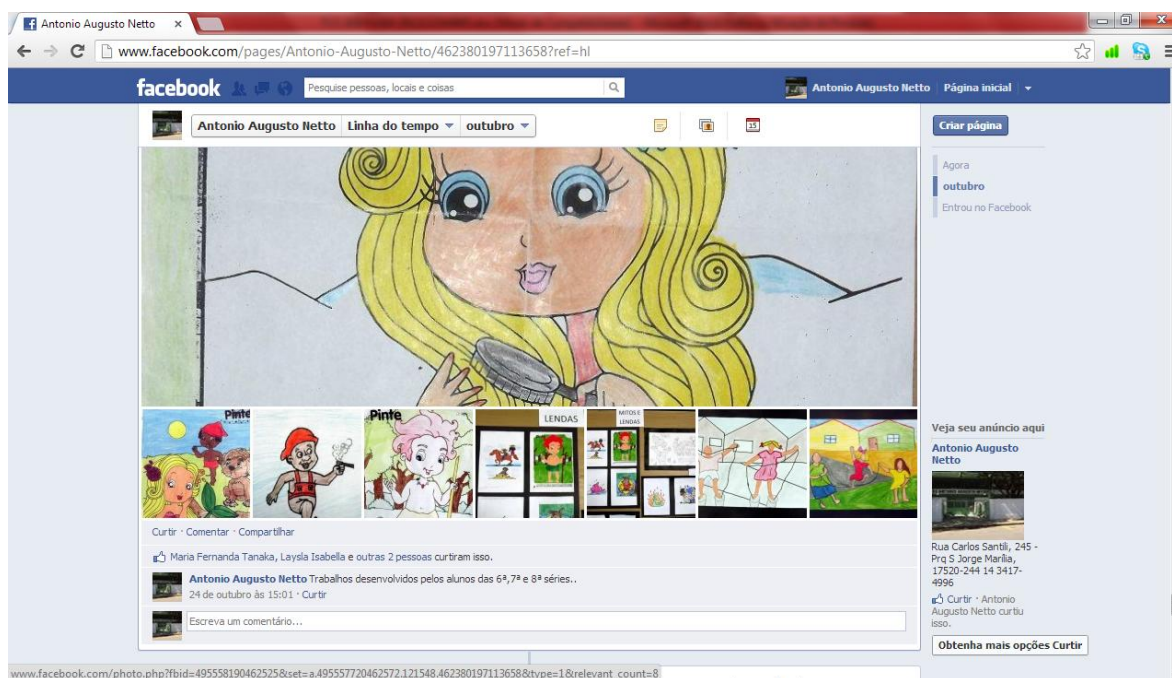 Antonio Augusto Netto
www.facebook.com/pages/Antonio-Augusto-Netto/462380197113658?ref=hl
facebook
Pesquise pessoas, locais e coisas
Antonio Augusto Netto Página inicial
Antonio Augusto Netto Linha do tempo outubro
15
Criar página
Agora
outubro
Entrou no Facebook
Pinte
Pinte
LENDAS
MITOS E
LENDAS
Curtir · Comentar · Compartilhar
Maria Fernanda Tanaka, Laysla Isabella e outras 2 pessoas curtiram isso.
Antonio Augusto Netto Trabalhos desenvolvidos pelos alunos das 6ª,7ª e 8ª séries..
24 de outubro às 15:01 · Curtir
Escreva um comentário...
Veja seu anúncio aqui
Antonio Augusto
Netto
Rua Carlos Santili, 245 -
Prq S Jorge Marília,
17520-244 14 3417-
4996
Curtir · Antonio
Augusto Netto curtiu
isso.
Obtenha mais opções Curtir
www.facebook.com/photo.php?fbid=495558190462525&set=a.495557720462572.121548.462380197113658&type=1&relevant_count=8